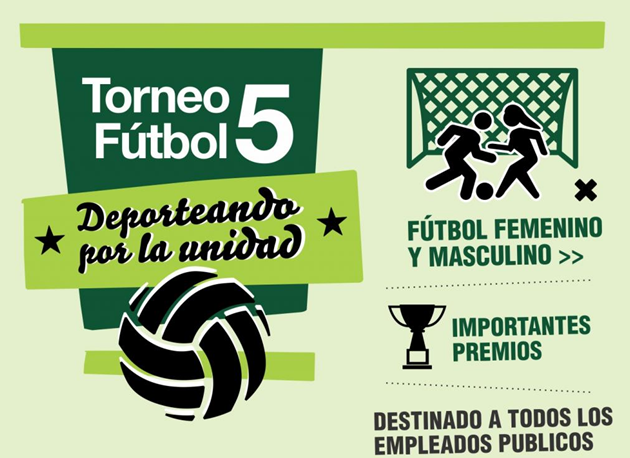 Torneo
Fútbol 5
Deporteando
por la unidad
FÚTBOL FEMENINO
Y MASCULINO >>
IMPORTANTES
PREMIOS
DESTINADO A TODOS LOS
EMPLEADOS PUBLICOS